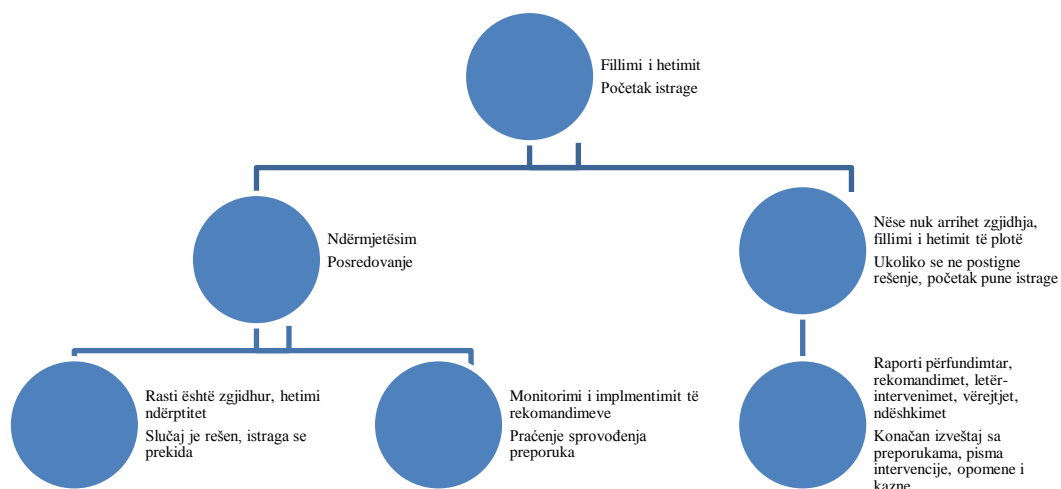 Fillimi i hetimit
Početak istrage
Ndërmjetësim
Posredovanje
Nëse nuk arrihet zgjidhja,
fillimi i hetimit të plotë
Ukoliko se ne postigne
rešenje, početak pune istrage
Rasti është zgjidhur, hetimi
ndërptitet
Slučaj je rešen, istraga se
prekida
Monitorimi i implmentimit të
rekomandimeve
Praćenje sprovođenja
preporuka
Raporti përfundimtar,
rekomandimet, letër-
intervenimet, vërejtjet,
ndëshkimet
Konačan izveštaj sa
preporukama, pisma
intervencije, opomene i
kazne